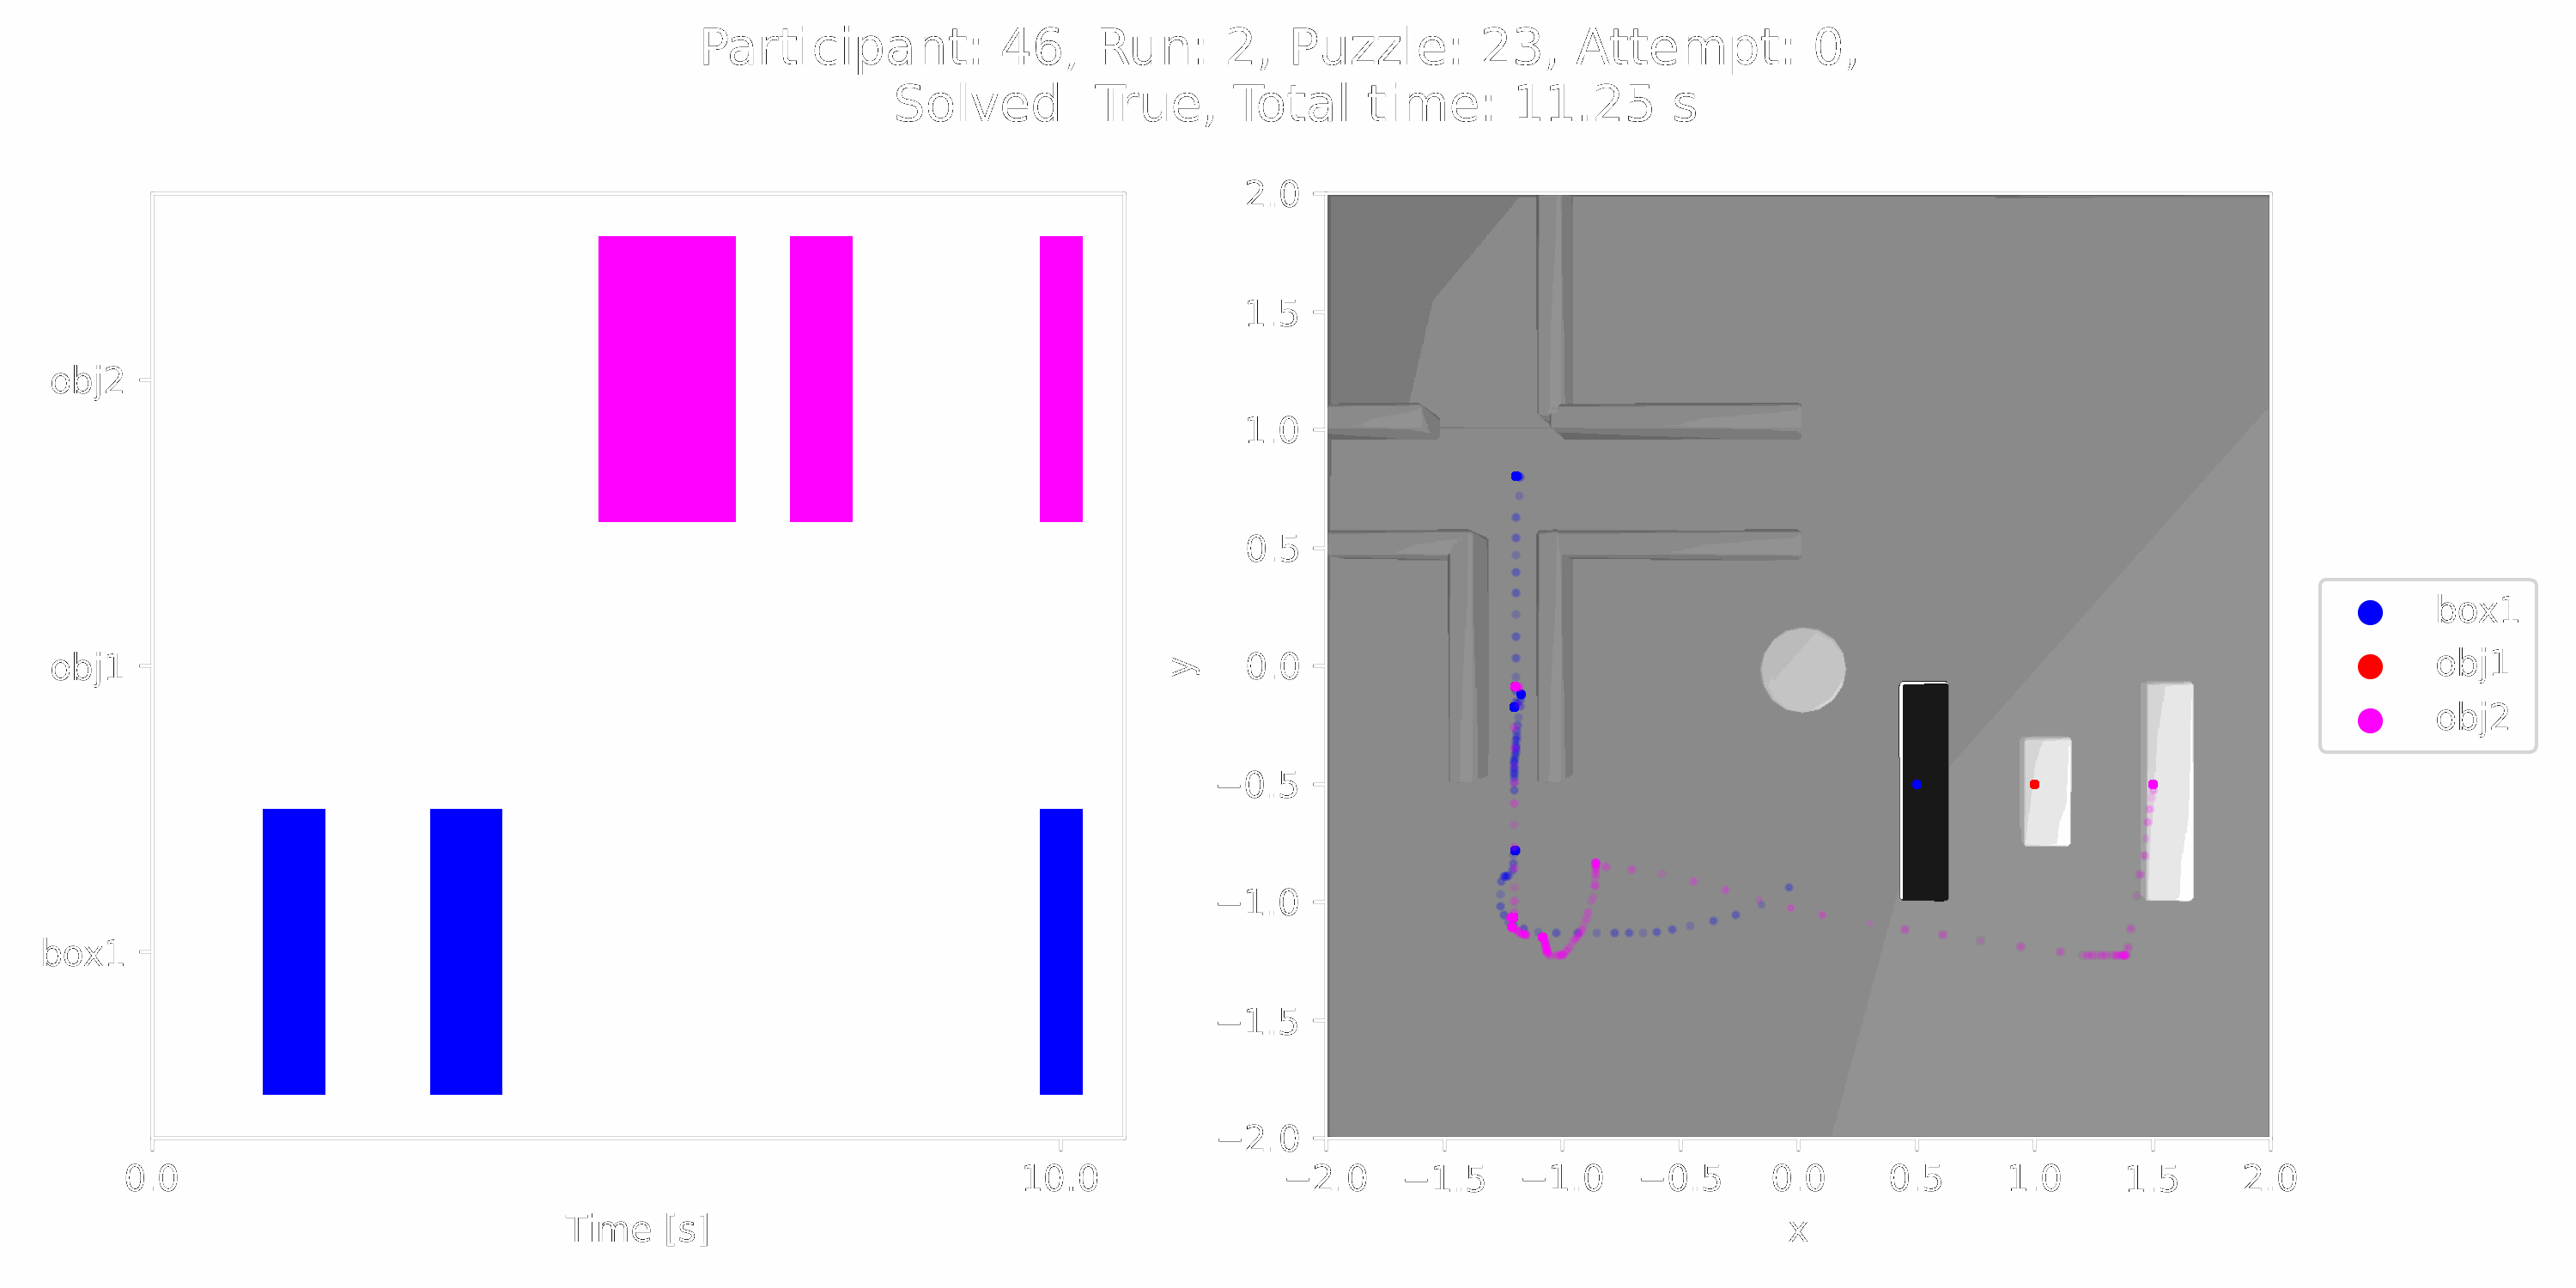 Participant: 46, Run: 2, Puzzle: 23, Attempt: 0,
Solved True, Total time: 11.25 s
obj2
obj1
box1
0.0
10.0
Time [s]
2.0
1.5
1.0
0.5
0.0
−0.5
−1.0
−1.5
−2.0
y
−2.0
−1.5
−1.0
−0.5
0.0
0.5
1.0
1.5
2.0
x
box1
obj1
obj2